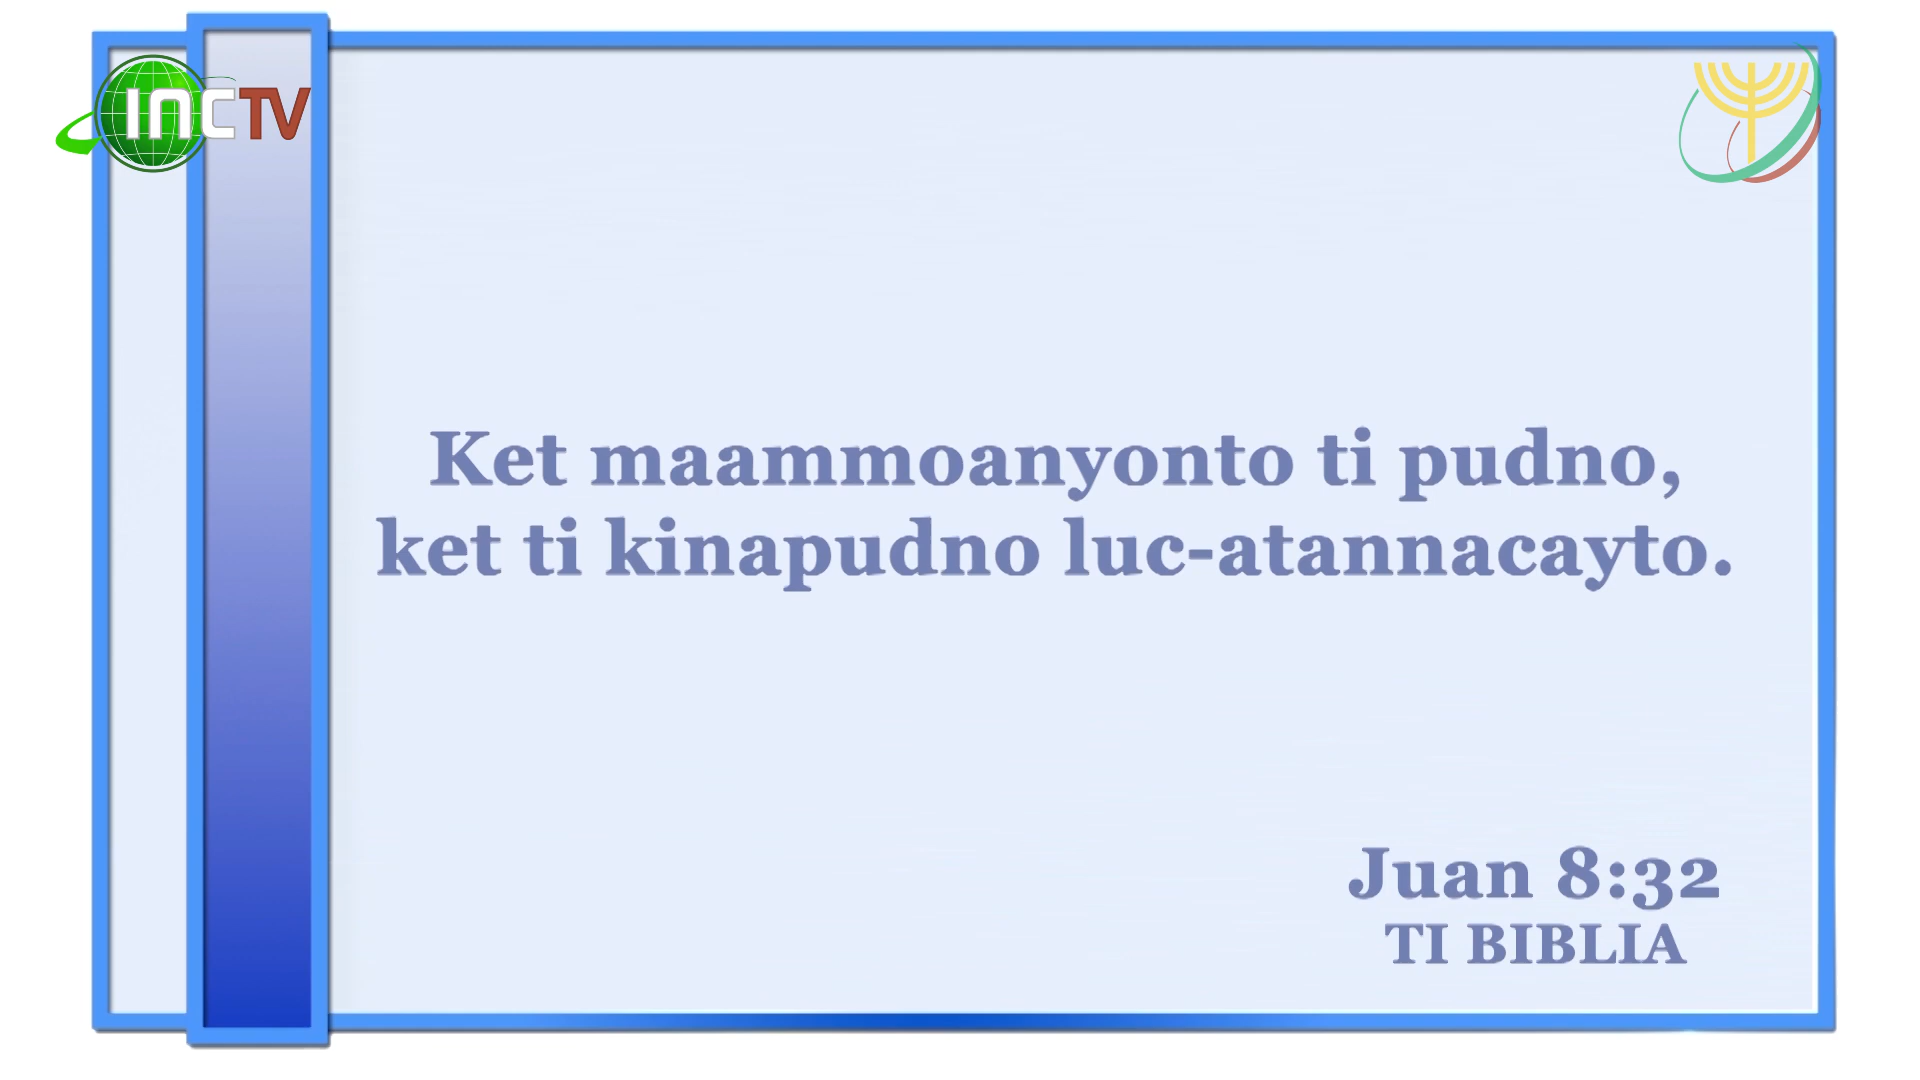 INCTV
Ket maammoanyonto ti pudno,
ket ti kinapudno luc-atannacayto.
Juan 8:32
TI BIBLIA